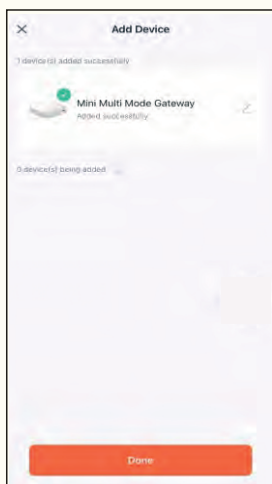 Add Device
1 device(s) added successfully
Mini Multi Mode Gateway
Added successfully
0 device(s) being added
Done